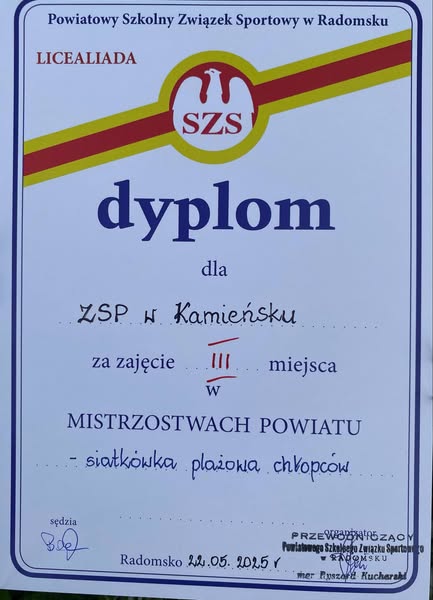 Powiatowy Szkolny Związek Sportowy w Radomsku
LICEALIADA
SZS
dyplom
dla
ZSP w Kamieńsku
za zajęcie III miejsca
w
MISTRZOSTWACH POWIATU
- siatkówka plażowa chłopców
sędzia
organizator
PRZEWODNICZĄCY
Powiatowego Szkolnego Związku Sportowego
w RADOMSKU
mgr Ryszard Kucharski
Radomsko 22.05.2025 r